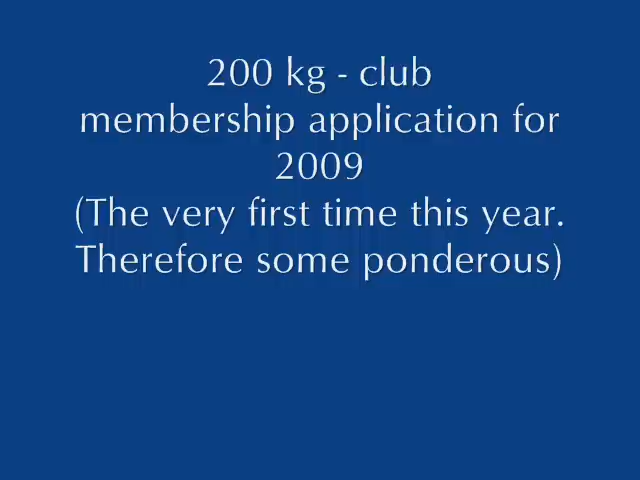 200 kg - club
membership application for
2009
(The very first time this year.
Therefore some ponderous)